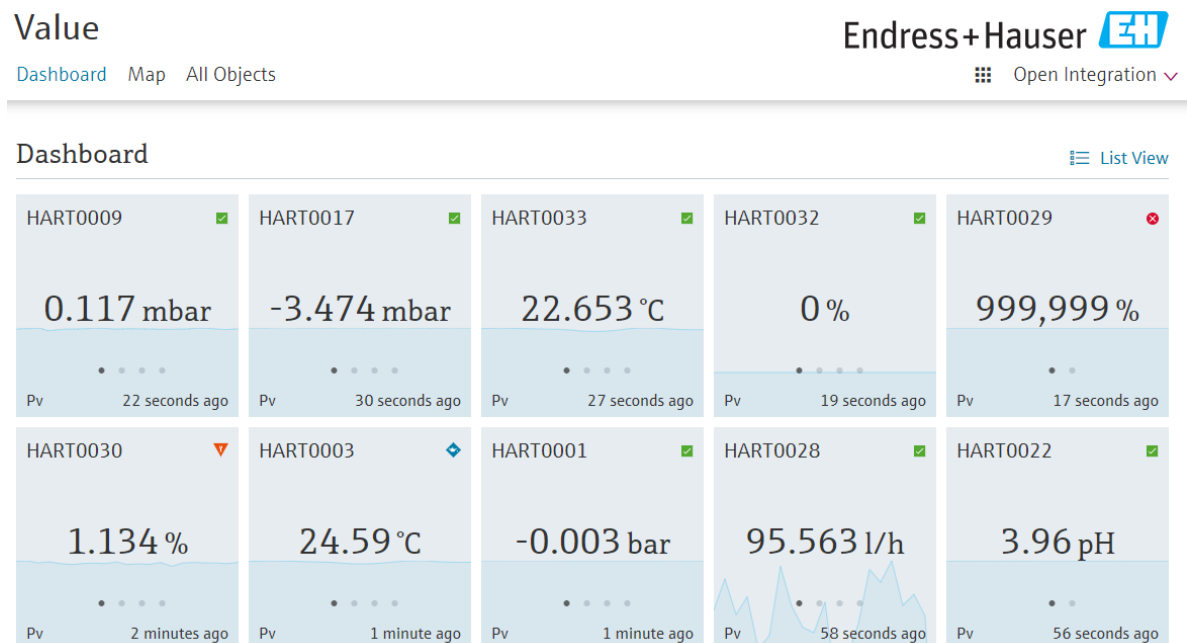 Value
Endress+Hauser EH
Dashboard Map All Objects
Open Integration
Dashboard
List View
HART0009 HART0017 HART0033 HART0032 HART0029
0.117 mbar -3.474 mbar 22.653 °C 0 % 999,999 %
Pv 22 seconds ago Pv 30 seconds ago Pv 27 seconds ago Pv 19 seconds ago Pv 17 seconds ago
HART0030 HART0003 HART0001 HART0028 HART0022
1.134 % 24.59 °C -0.003 bar 95.563 l/h 3.96 pH
Pv 2 minutes ago Pv 1 minute ago Pv 1 minute ago Pv 58 seconds ago Pv 56 seconds ago